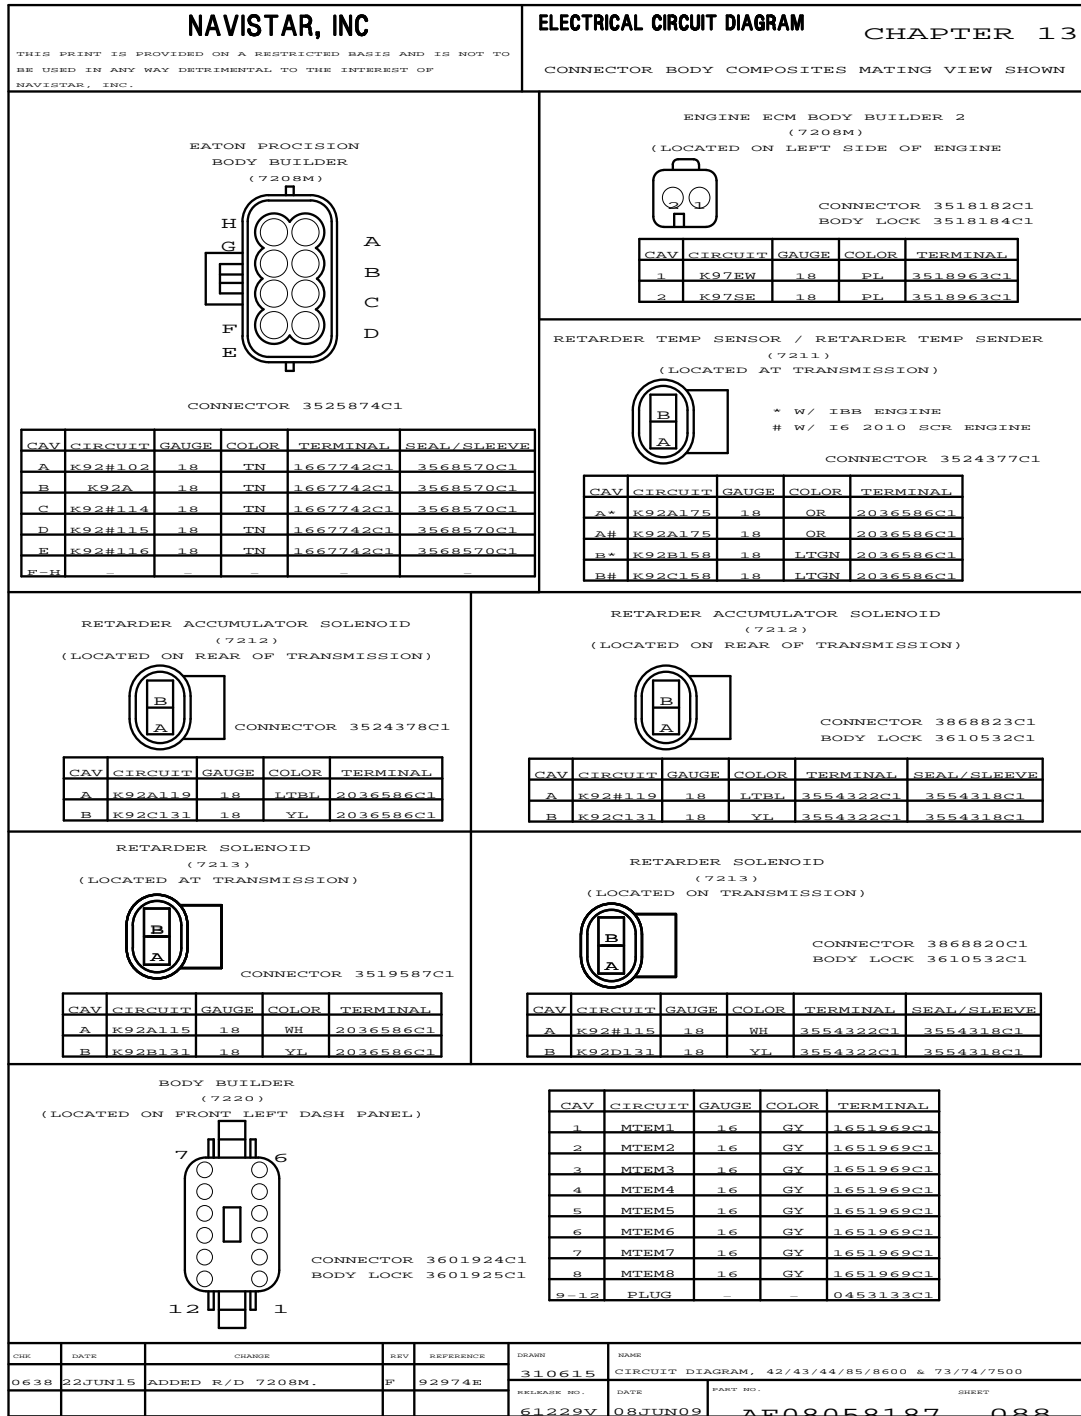 NAVISTAR, INC
THIS PRINT IS PROVIDED ON A RESTRICTED BASIS AND IS NOT TO
BE USED IN ANY WAY DETRIMENTAL TO THE INTEREST OF
NAVISTAR, INC.
ELECTRICAL CIRCUIT DIAGRAM CHAPTER 13
CONNECTOR BODY COMPOSITES MATING VIEW SHOWN
EATON PROCISION
BODY BUILDER
(7208M)
H
G
F
E
A
B
C
D
CONNECTOR 3525874C1
CAV CIRCUIT GAUGE COLOR TERMINAL SEAL/SLEEVE
A K92#102 18 TN 1667742C1 3568570C1
B K92A 18 TN 1667742C1 3568570C1
C K92#114 18 TN 1667742C1 3568570C1
D K92#115 18 TN 1667742C1 3568570C1
E K92#116 18 TN 1667742C1 3568570C1
F-H - - - - -
ENGINE ECM BODY BUILDER 2
(7208M)
(LOCATED ON LEFT SIDE OF ENGINE
2 1
CONNECTOR 3518182C1
BODY LOCK 3518184C1
CAV CIRCUIT GAUGE COLOR TERMINAL
1 K97EW 18 PL 3518963C1
2 K97SE 18 PL 3518963C1
RETARDER TEMP SENSOR / RETARDER TEMP SENDER
(7211)
(LOCATED AT TRANSMISSION)
B
A
* W/ IBB ENGINE
# W/ I6 2010 SCR ENGINE
CONNECTOR 3524377C1
CAV CIRCUIT GAUGE COLOR TERMINAL
A* K92A175 18 OR 2036586C1
A# K92A175 18 OR 2036586C1
B* K92B158 18 LTGN 2036586C1
B# K92C158 18 LTGN 2036586C1
RETARDER ACCUMULATOR SOLENOID
(7212)
(LOCATED ON REAR OF TRANSMISSION)
B
A
CONNECTOR 3524378C1
CAV CIRCUIT GAUGE COLOR TERMINAL
A K92A119 18 LTBL 2036586C1
B K92C131 18 YL 2036586C1
RETARDER ACCUMULATOR SOLENOID
(7212)
(LOCATED ON REAR OF TRANSMISSION)
B
A
CONNECTOR 3868823C1
BODY LOCK 3610532C1
CAV CIRCUIT GAUGE COLOR TERMINAL SEAL/SLEEVE
A K92#119 18 LTBL 3554322C1 3554318C1
B K92C131 18 YL 3554322C1 3554318C1
RETARDER SOLENOID
(7213)
(LOCATED AT TRANSMISSION)
B
A
CONNECTOR 3519587C1
CAV CIRCUIT GAUGE COLOR TERMINAL
A K92A115 18 WH 2036586C1
B K92B131 18 YL 2036586C1
RETARDER SOLENOID
(7213)
(LOCATED ON TRANSMISSION)
B
A
CONNECTOR 3868820C1
BODY LOCK 3610532C1
CAV CIRCUIT GAUGE COLOR TERMINAL SEAL/SLEEVE
A K92#115 18 WH 3554322C1 3554318C1
B K92D131 18 YL 3554322C1 3554318C1
BODY BUILDER
(7220)
(LOCATED ON FRONT LEFT DASH PANEL)
7 6
12 1
CONNECTOR 3601924C1
BODY LOCK 3601925C1
CAV CIRCUIT GAUGE COLOR TERMINAL
1 MTEM1 16 GY 1651969C1
2 MTEM2 16 GY 1651969C1
3 MTEM3 16 GY 1651969C1
4 MTEM4 16 GY 1651969C1
5 MTEM5 16 GY 1651969C1
6 MTEM6 16 GY 1651969C1
7 MTEM7 16 GY 1651969C1
8 MTEM8 16 GY 1651969C1
9-12 PLUG - - 0453133C1
CHK DATE CHANGE REV REFERENCE
0638 22JUN15 ADDED R/D 7208M. F 92974E
DRAWN NAME
310615 CIRCUIT DIAGRAM, 42/43/44/85/8600 & 73/74/7500
RELEASE NO. DATE PART NO. SHEET
61229V 08JUN09 AE08058187 088